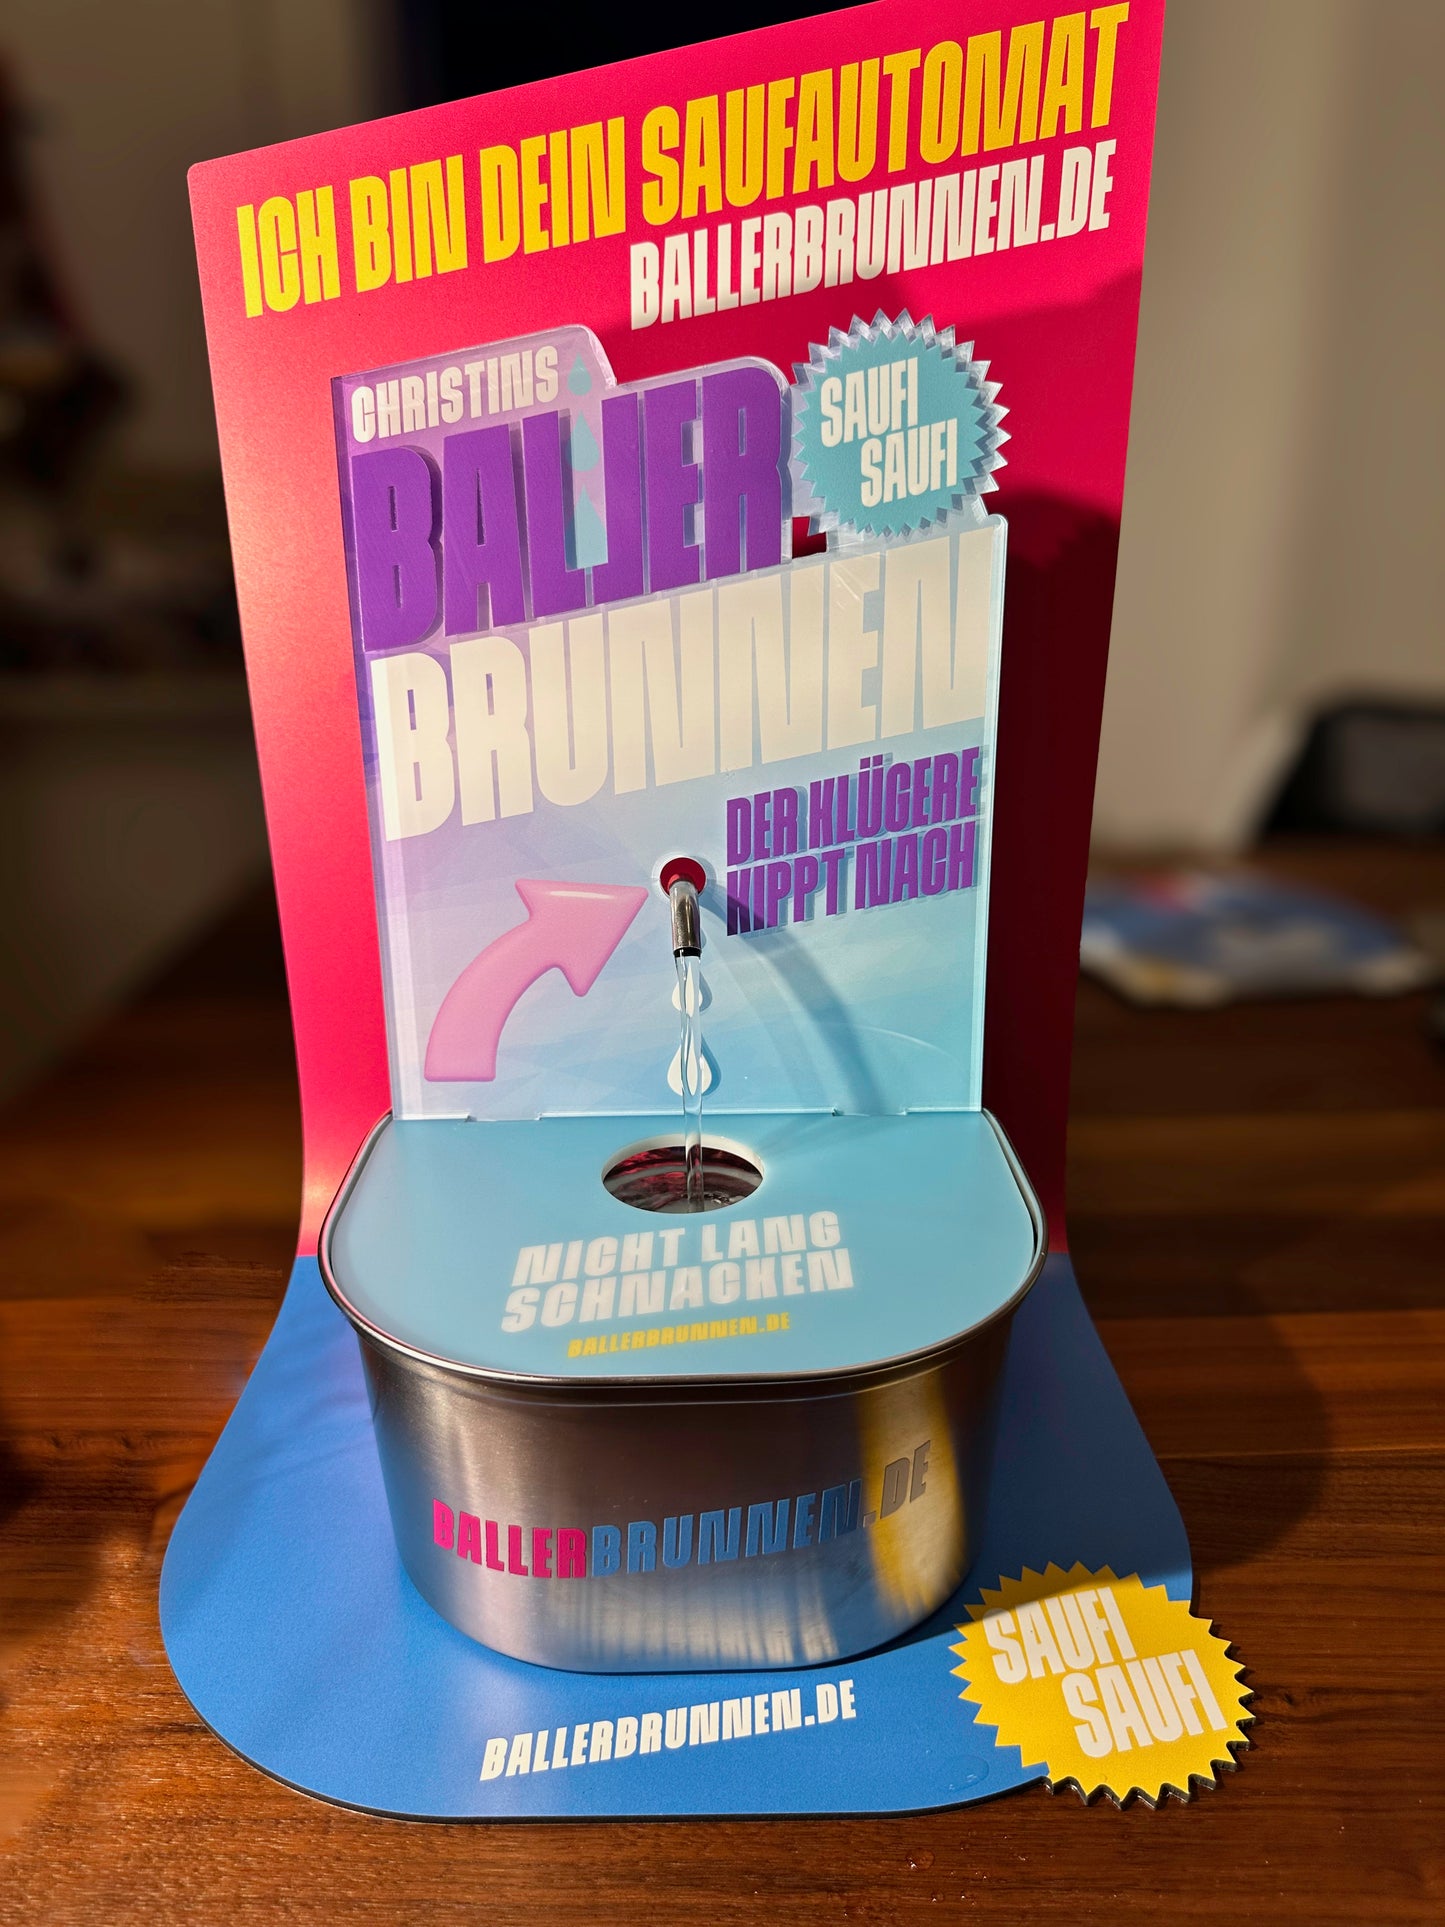 ICH BIN DEIN SAUFAUTOMAT
BALLERBRUNNEN.DE
CHRISTINS
BALLER
BRUNNEN
SAUFI
SAUFI
DER KLÜGERE
KIPPT NACH
NICHT LANG
SCHNACKEN
BALLERBRUNNEN.DE
BALLERBRUNNEN.DE
BALLERBRUNNEN.DE
SAUFI
SAUFI